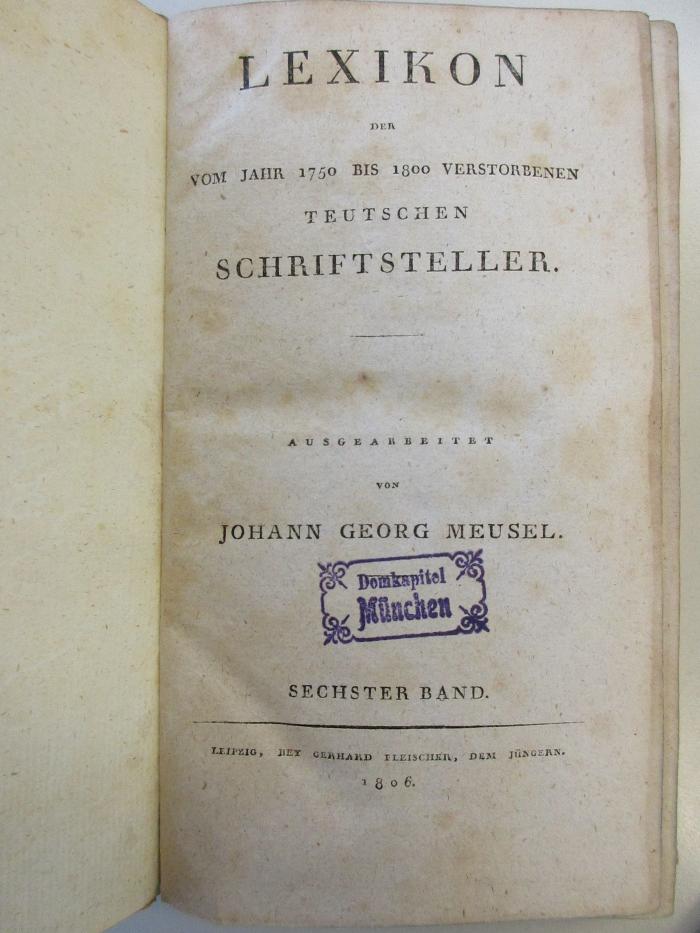 LEXIKON
DER
VOM JAHR 1750 BIS 1800 VERSTORBENEN
TEUTSCHEN
SCHRIFTSTELLER.
AUSGEARBEITET
VON
JOHANN GEORG MEUSEL.
Domkapitel
München
SECHSTER BAND.
LEIPZIG, BEY GERHARD FLEISCHER, DEM JÜNGERN.
1806.